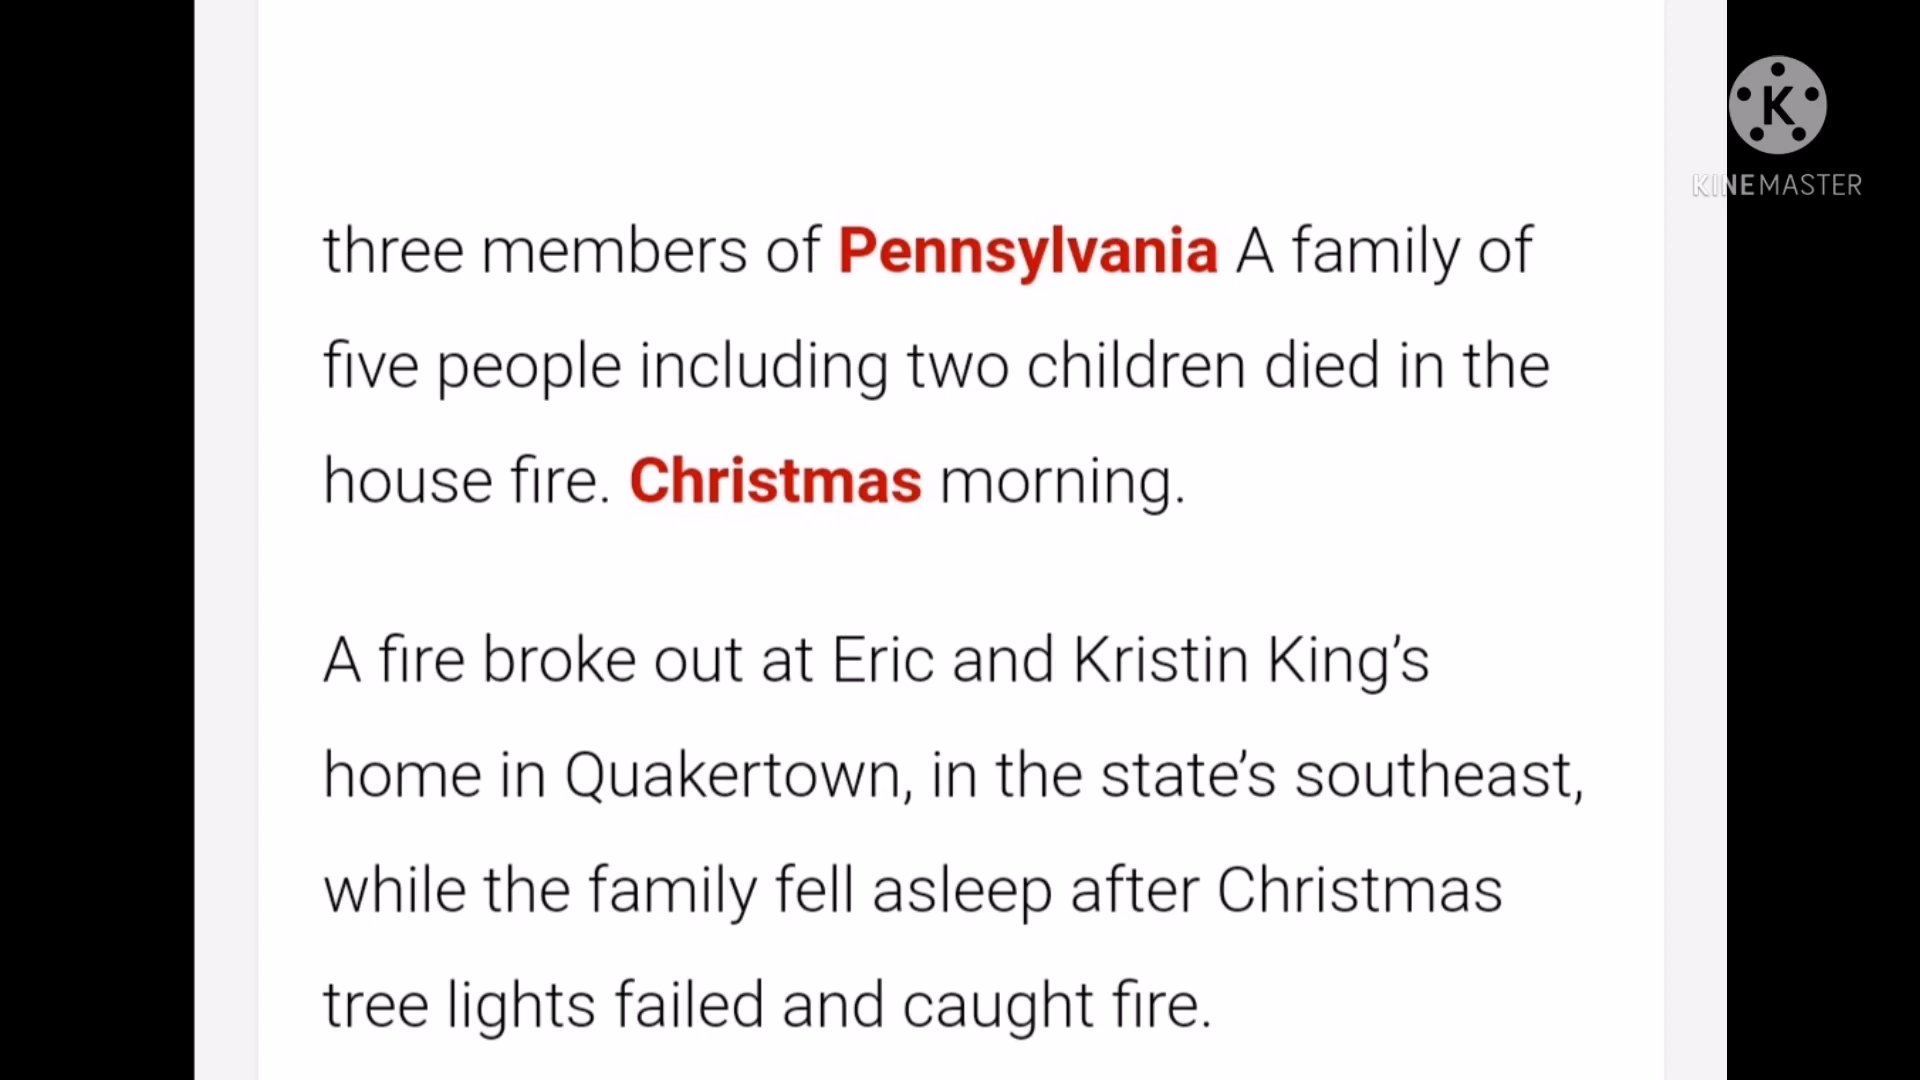 K
KINEMASTER
three members of Pennsylvania A family of
five people including two children died in the
house fire. Christmas morning.
A fire broke out at Eric and Kristin King’s
home in Quakertown, in the state’s southeast,
while the family fell asleep after Christmas
tree lights failed and caught fire.